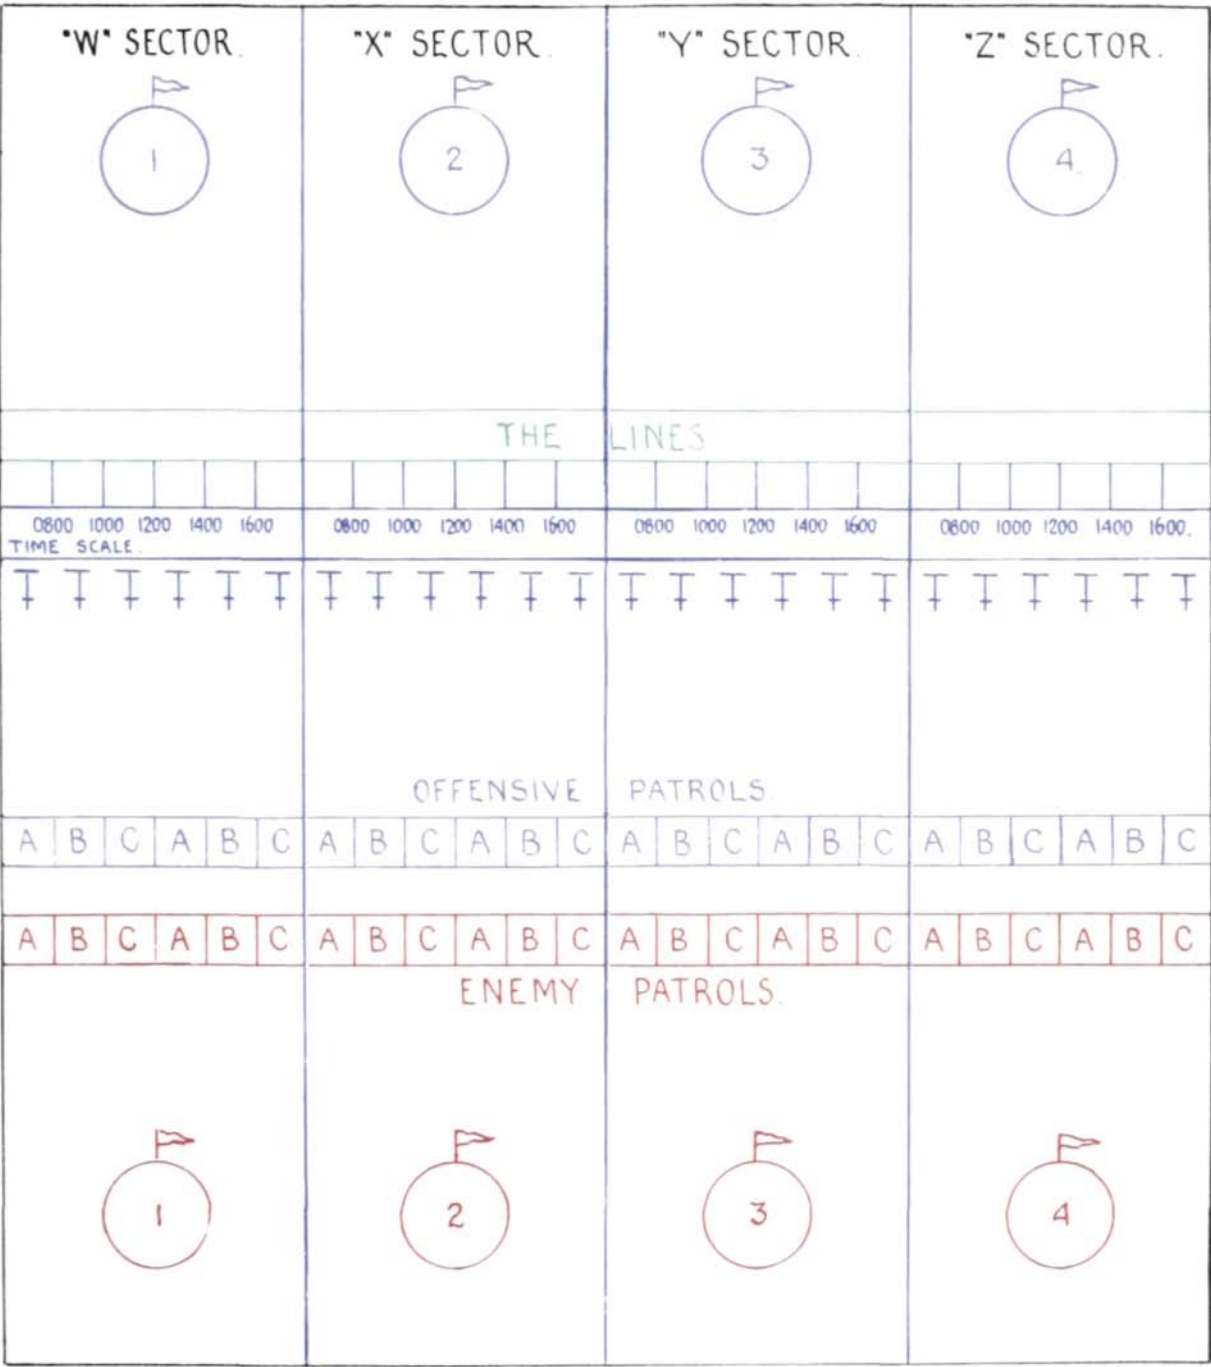 "W" SECTOR. "X" SECTOR. "Y" SECTOR. "Z" SECTOR.
1 2 3 4.
THE LINES
0800 1000 1200 1400 1600 0800 1000 1200 1400 1600 0800 1000 1200 1400 1600 0800 1000 1200 1400 1600.
TIME SCALE.
OFFENSIVE PATROLS
A B C A B C A B C A B C A B C A B C A B C A B C
A B C A B C A B C A B C A B C A B C A B C A B C
ENEMY PATROLS.
1 2 3 4